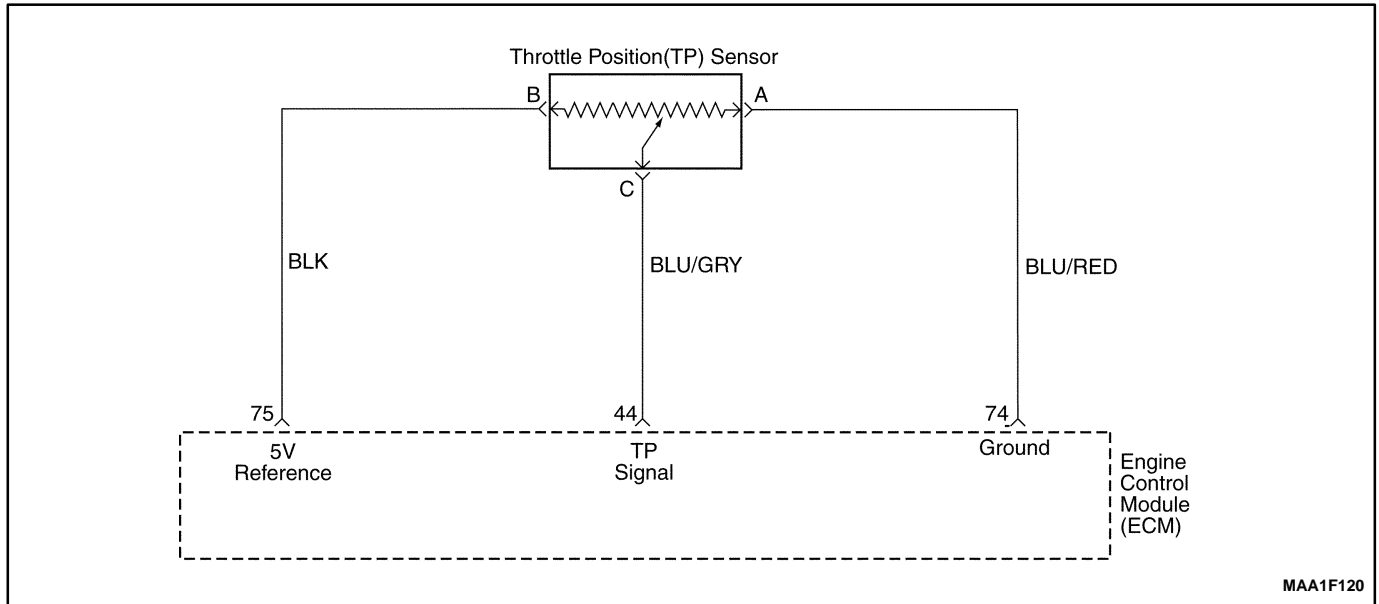 Throttle Position(TP) Sensor
B
A
C
BLK
BLU/GRY
BLU/RED
75
44
74
5V
Reference
TP
Signal
Ground
Engine
Control
Module
(ECM)
MAA1F120